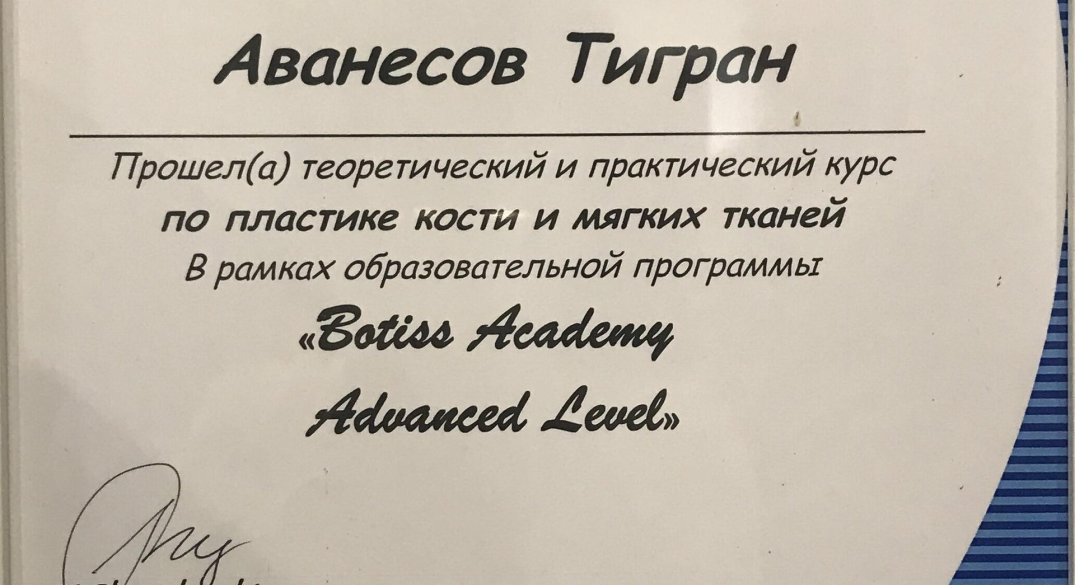 Аванесов Тигран
Прошел(а) теоретический и практический курс
по пластике кости и мягких тканей
В рамках образовательной программы
«Botiss Academy
Advanced Level»